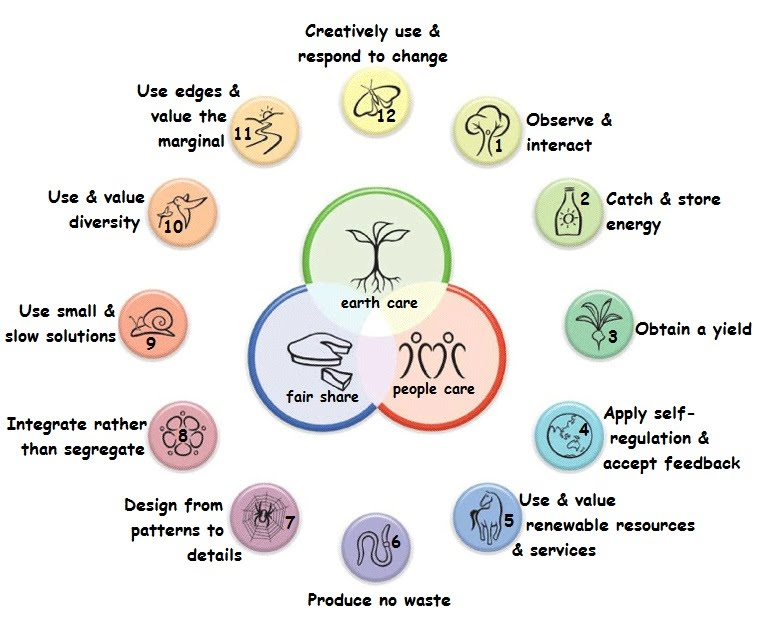 Creatively use &
respond to change
12
Observe &
interact
1
2
Catch & store
energy
3
Obtain a yield
4
Apply self-
regulation &
accept feedback
5
Use & value
renewable resources
& services
6
Produce no waste
7
Design from
patterns to
details
8
Integrate rather
than segregate
9
Use small &
slow solutions
10
Use & value
diversity
11
Use edges &
value the
marginal
earth care
fair share
people care